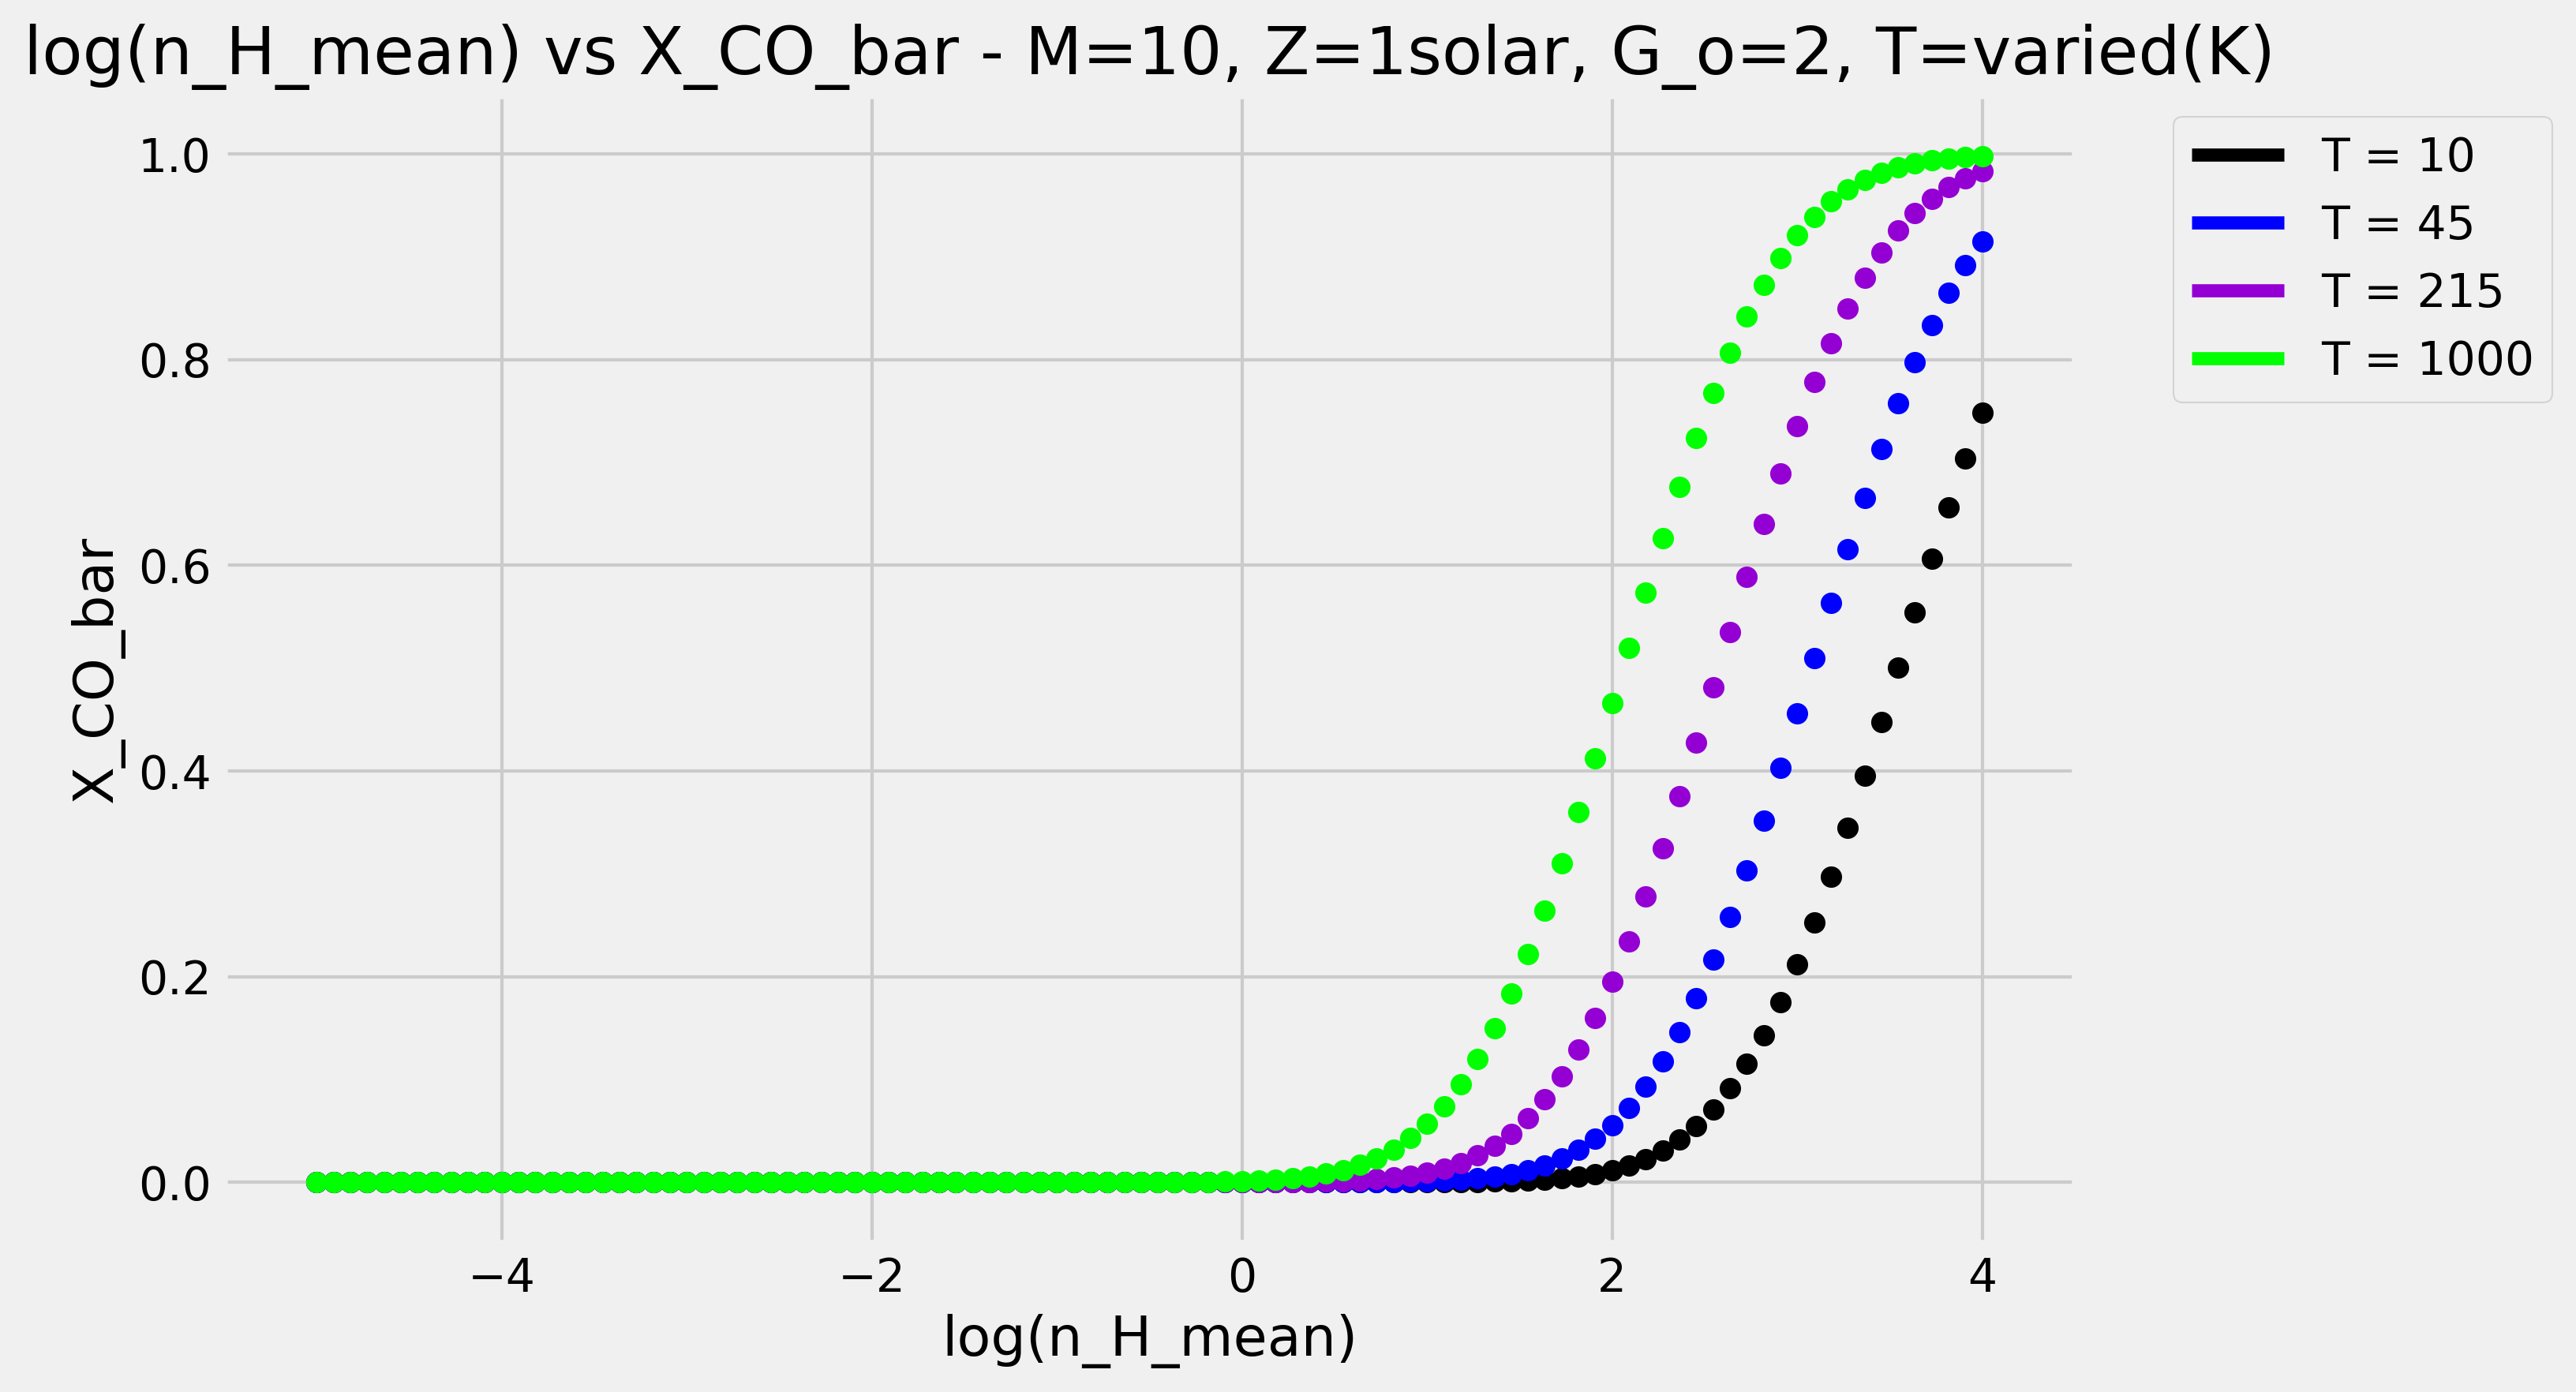 log(n_H_mean) vs X_CO_bar - M=10, Z=1solar, G_o=2, T=varied(K)
T = 10
T = 45
T = 215
T = 1000
X_CO_bar
1.0
0.8
0.6
0.4
0.2
0.0
−4 −2 0 2 4
log(n_H_mean)